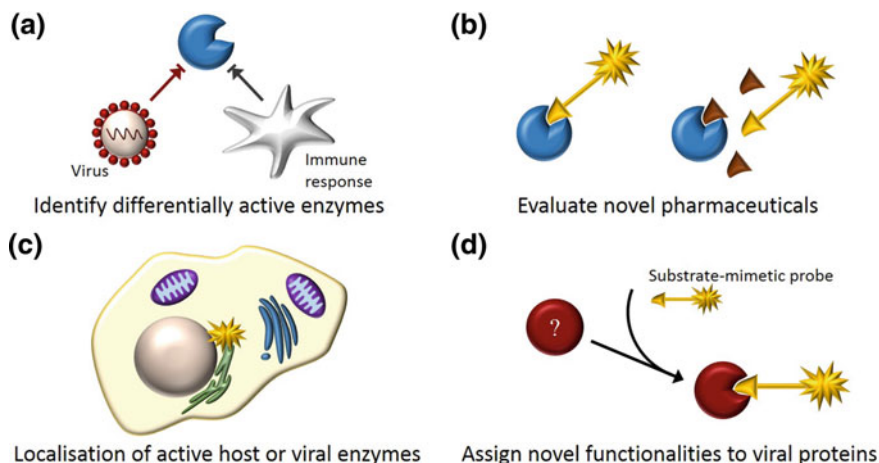 (a)
Virus
Immune
response
Identify differentially active enzymes
(b)
Evaluate novel pharmaceuticals
(c)
Localisation of active host or viral enzymes
(d)
Substrate-mimetic probe
?
Assign novel functionalities to viral proteins